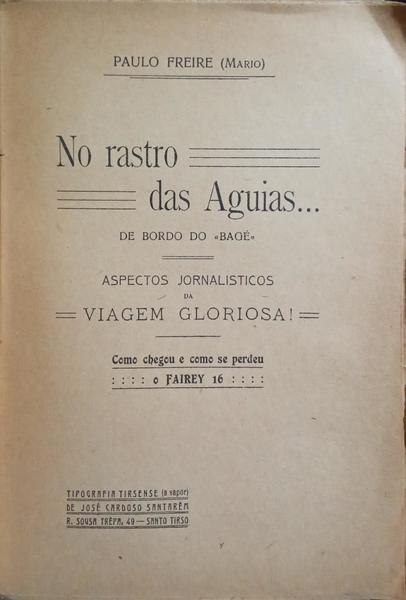 PAULO FREIRE (MARIO)
No rastro
das Aguias...
DE BORDO DO «BAGÉ»
ASPECTOS JORNALISTICOS
DA
VIAGEM GLORIOSA!
Como chegou e como se perdeu
: : : : o FAIREY 16 : : : :
TIPOGRAFIA TIRSENSE (a vapor)
DE JOSÉ CARDOSO SANTARÉM
R. SOUSA TRÊPA, 49 — SANTO TIRSO